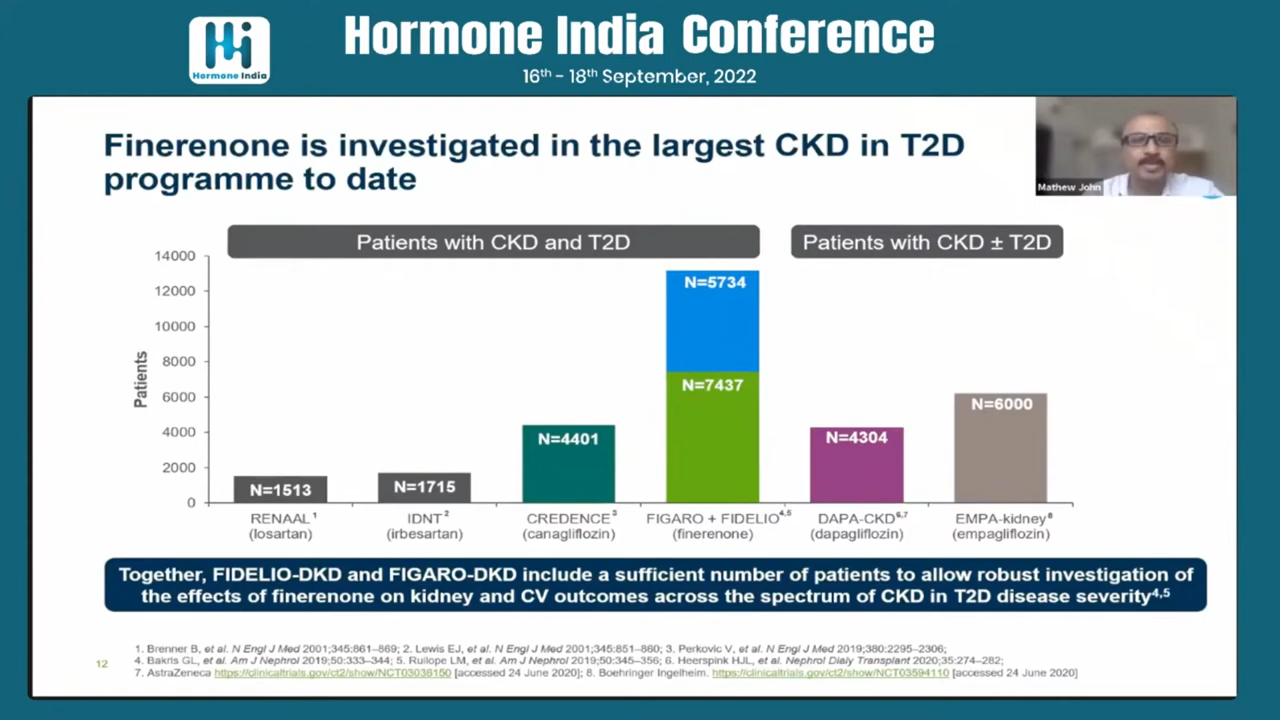 Hormone India Conference
Hormone India
16th - 18th September, 2022
Finerenone is investigated in the largest CKD in T2D
programme to date
Mathew John
Patients with CKD and T2D
Patients with CKD ± T2D
Patients
14000
12000
10000
8000
6000
4000
2000
0
N=1513
N=1715
N=4401
N=5734
N=7437
N=4304
N=6000
RENAAL1
(losartan)
IDNT2
(irbesartan)
CREDENCE3
(canagliflozin)
FIGARO + FIDELIO4,5
(finerenone)
DAPA-CKD6,7
(dapagliflozin)
EMPA-kidney8
(empagliflozin)
Together, FIDELIO-DKD and FIGARO-DKD include a sufficient number of patients to allow robust investigation of
the effects of finerenone on kidney and CV outcomes across the spectrum of CKD in T2D disease severity4,5
12
1. Brenner B, et al. N Engl J Med 2001;345:861–869; 2. Lewis EJ, et al. N Engl J Med 2001;345:851–860; 3. Perkovic V, et al. N Engl J Med 2019;380:2295–2306;
4. Bakris GL, et al. Am J Nephrol 2019;50:333–344; 5. Ruilope LM, et al. Am J Nephrol 2019;50:345–356; 6. Heerspink HJL, et al. Nephrol Dialy Transplant 2020;35:274–282;
7. AstraZeneca https://clinicaltrials.gov/ct2/show/NCT03036150 [accessed 24 June 2020]; 8. Boehringer Ingelheim. https://clinicaltrials.gov/ct2/show/NCT03594110 [accessed 24 June 2020]